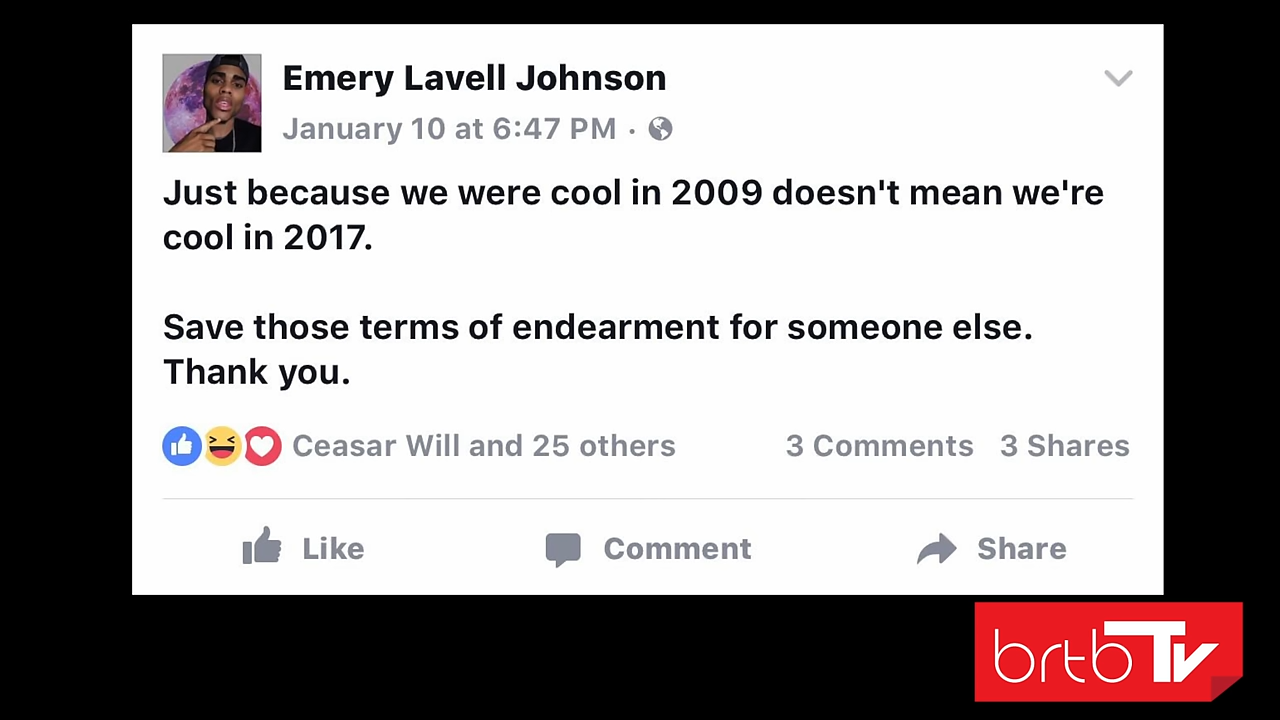 Emery Lavell Johnson
January 10 at 6:47 PM ·
Just because we were cool in 2009 doesn't mean we're
cool in 2017.
Save those terms of endearment for someone else.
Thank you.
Ceasar Will and 25 others 3 Comments 3 Shares
Like Comment Share
brtbTv